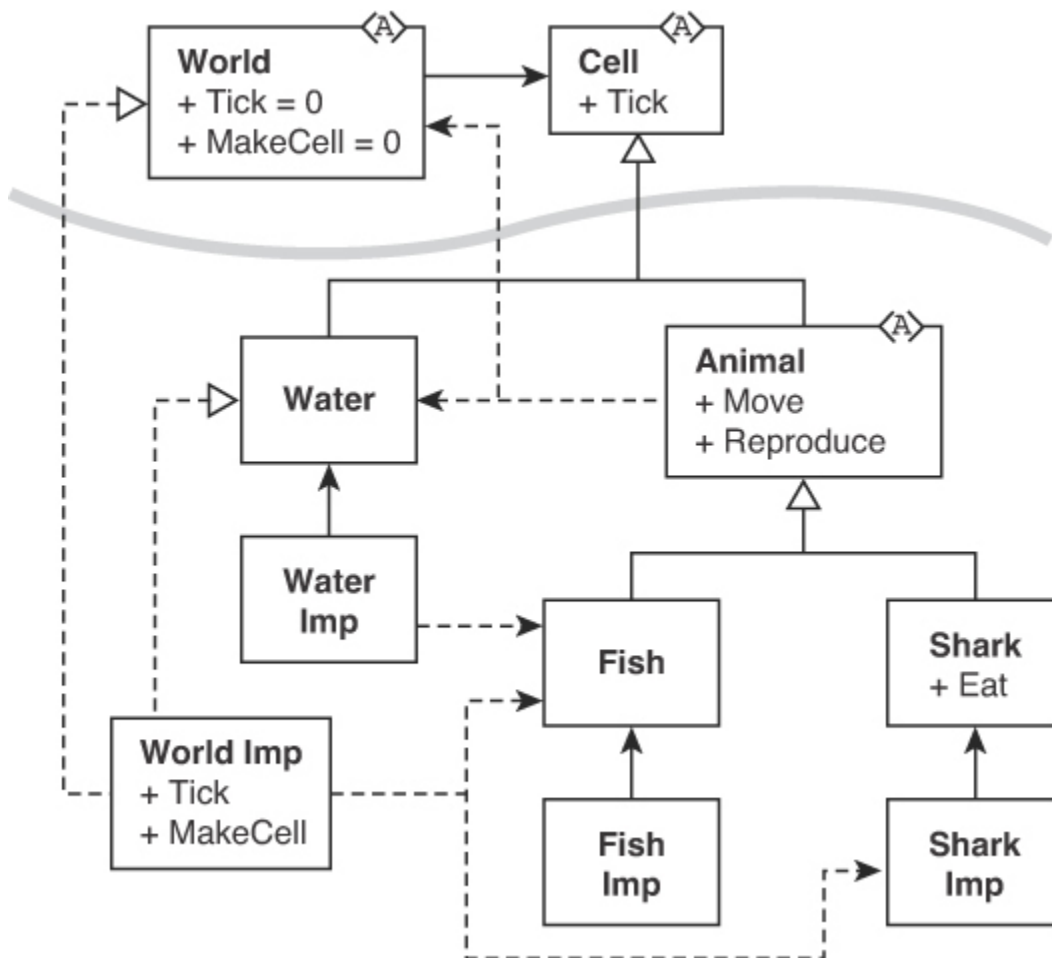 <A>
World
+ Tick = 0
+ MakeCell = 0
<A>
Cell
+ Tick
Water
<A>
Animal
+ Move
+ Reproduce
Water
Imp
Fish
Shark
+ Eat
World Imp
+ Tick
+ MakeCell
Fish
Imp
Shark
Imp